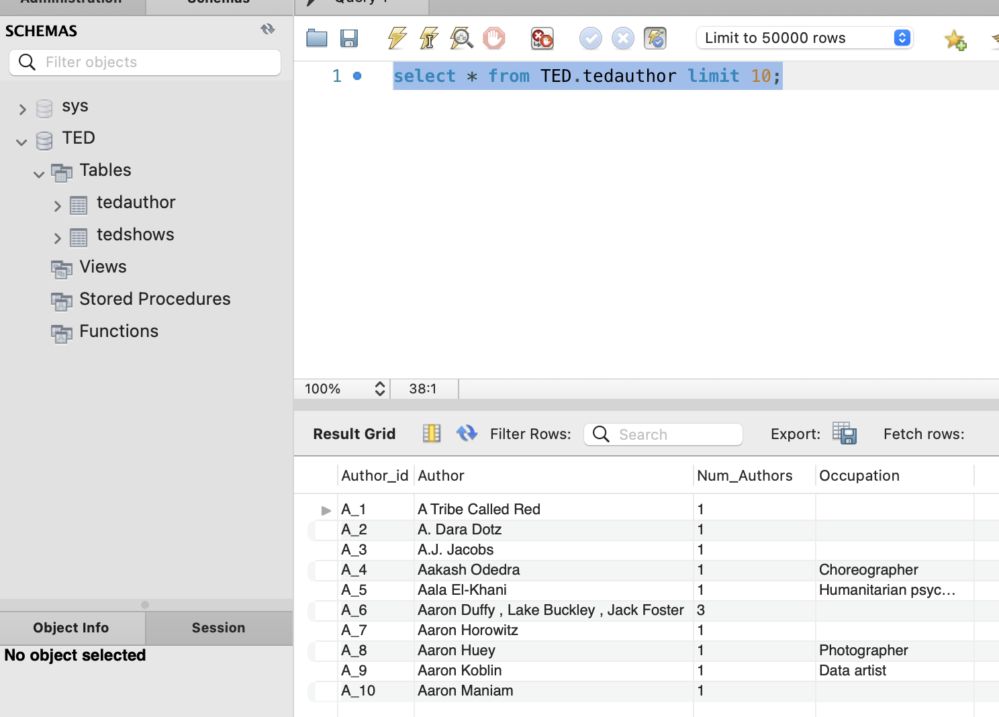 Administration Schemas
SCHEMAS
Filter objects
sys
TED
Tables
tedauthor
tedshows
Views
Stored Procedures
Functions
Object Info Session
No object selected
Query 1
Limit to 50000 rows
1 select * from TED.tedauthor limit 10;
100% 38:1
Result Grid Filter Rows: Search Export: Fetch rows:
Author_id Author Num_Authors Occupation
A_1 A Tribe Called Red 1
A_2 A. Dara Dotz 1
A_3 A.J. Jacobs 1
A_4 Aakash Odedra 1 Choreographer
A_5 Aala El-Khani 1 Humanitarian psyc...
A_6 Aaron Duffy , Lake Buckley , Jack Foster 3
A_7 Aaron Horowitz 1
A_8 Aaron Huey 1 Photographer
A_9 Aaron Koblin 1 Data artist
A_10 Aaron Maniam 1